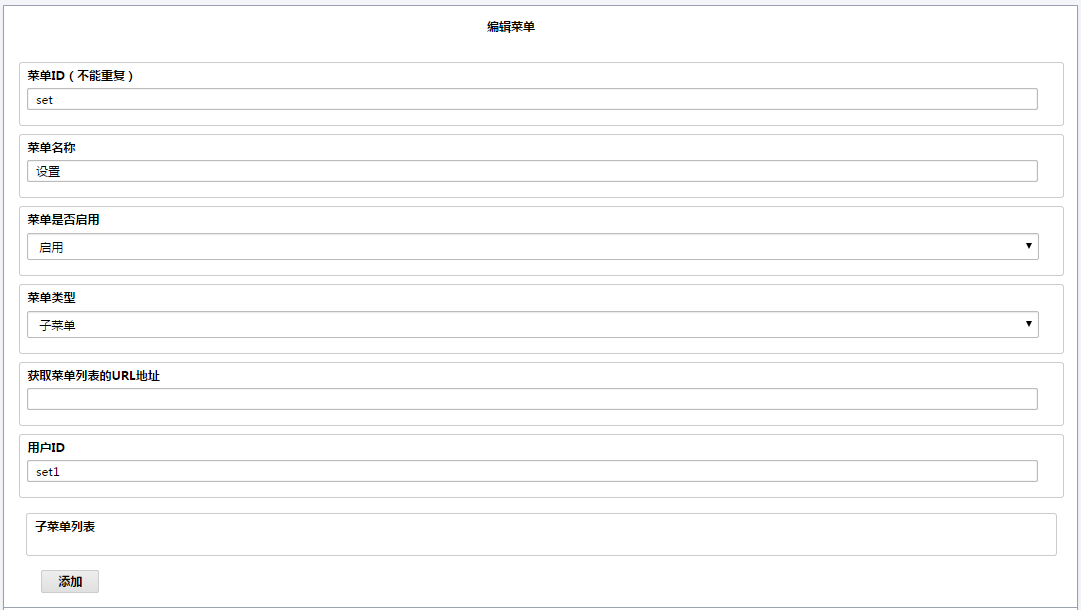 编辑菜单
菜单ID（不能重复）
set
菜单名称
设置
菜单是否启用
启用
菜单类型
子菜单
获取菜单列表的URL地址
用户ID
set1
子菜单列表
添加